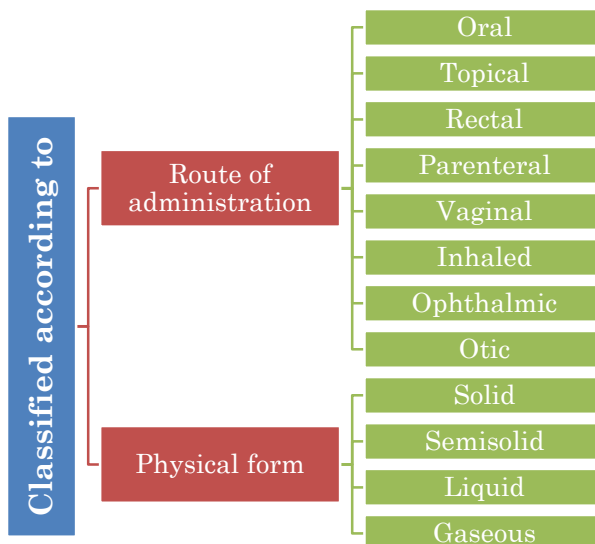 Classified according to
Route of
administration
Oral
Topical
Rectal
Parenteral
Vaginal
Inhaled
Ophthalmic
Otic
Physical form
Solid
Semisolid
Liquid
Gaseous